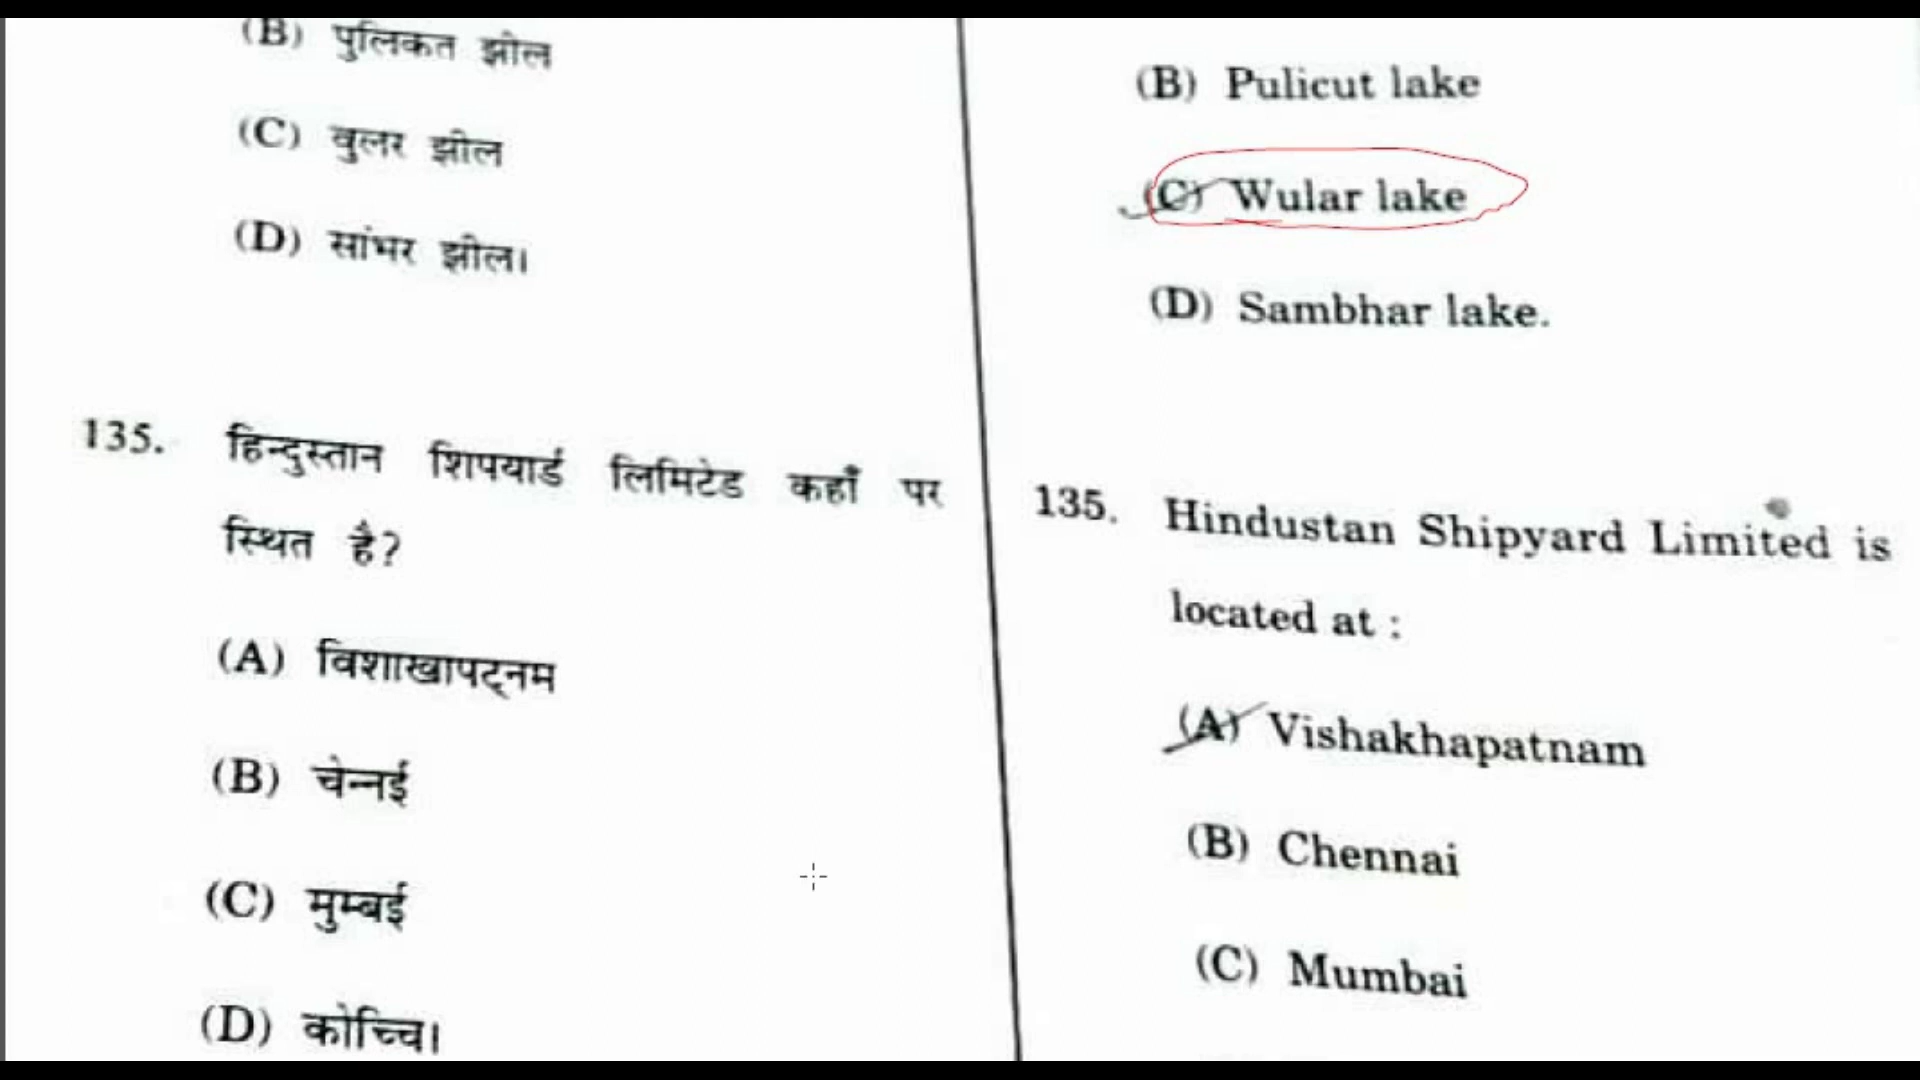 (B) पुलिकत झील
(C) वुलर झील
(D) सांभर झील।
135. हिन्दुस्तान शिपयार्ड लिमिटेड कहाँ पर
स्थित है?
(A) विशाखापट्नम
(B) चेन्नई
(C) मुम्बई
(D) कोच्चि।
(B) Pulicut lake
(C) Wular lake
(D) Sambhar lake.
135. Hindustan Shipyard Limited is
located at :
(A) Vishakhapatnam
(B) Chennai
(C) Mumbai